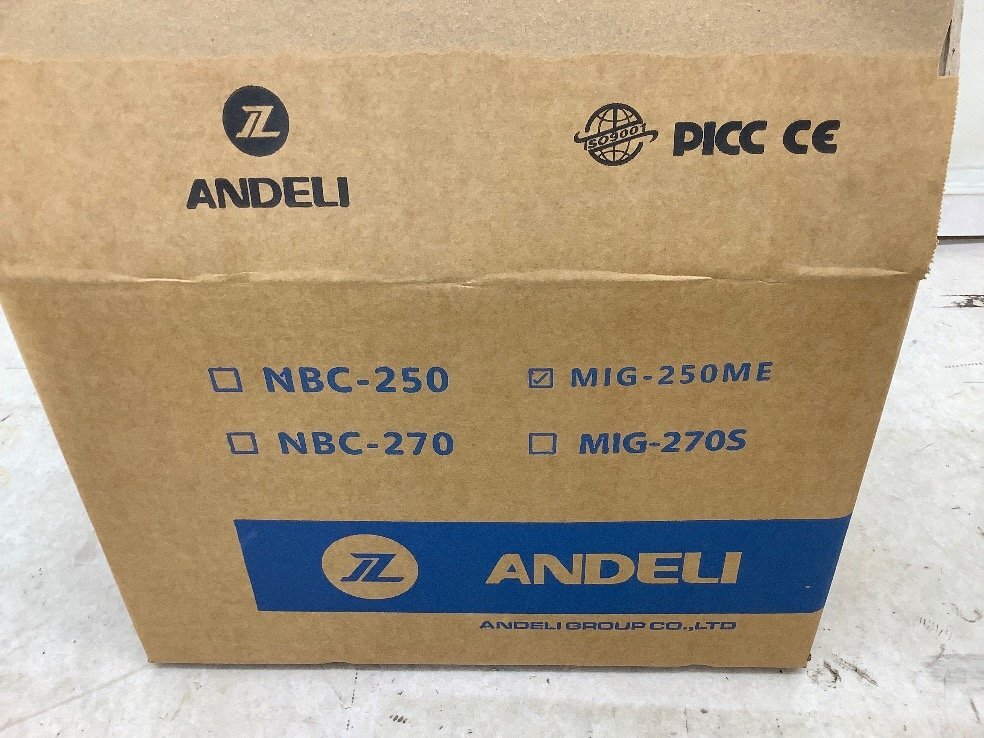 ANDELI
ISO9001 PICC CE
NBC-250
MIG-250ME
NBC-270
MIG-270S
ANDELI
ANDELI GROUP CO.,LTD